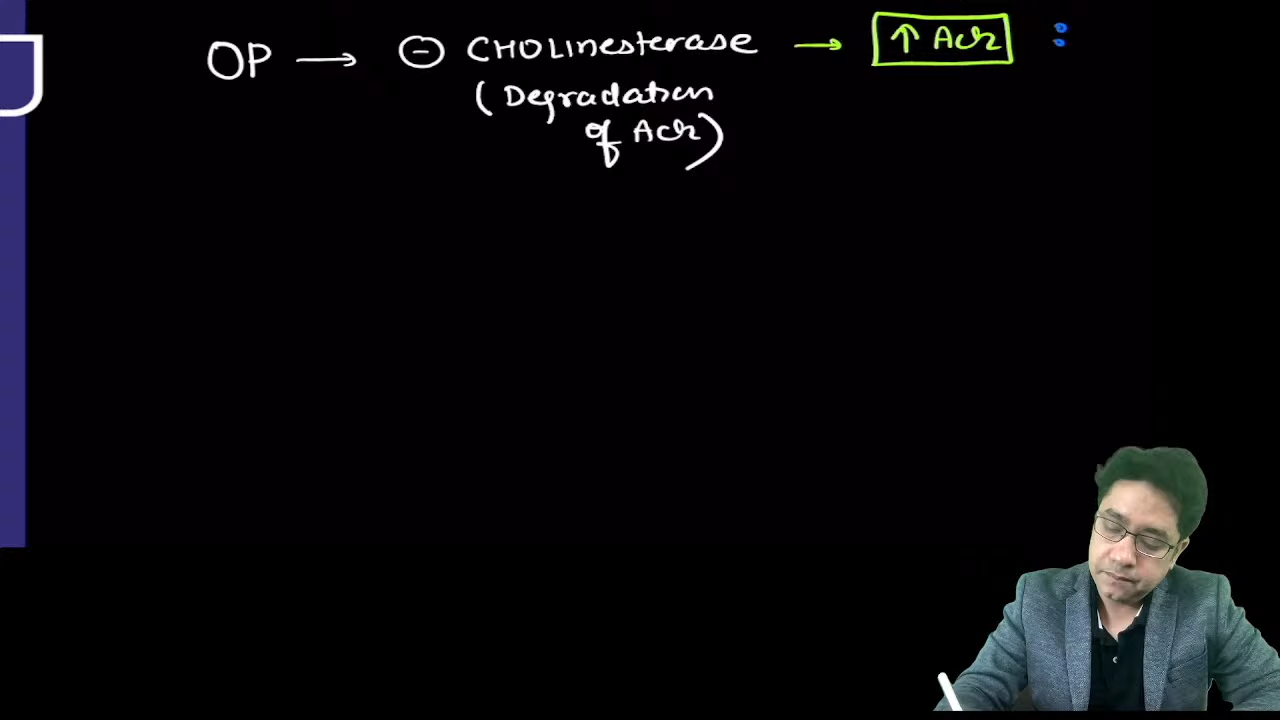 OP → ⊖ CHOLinesterase → ↑ Ach :
(Degradation
of Ach)